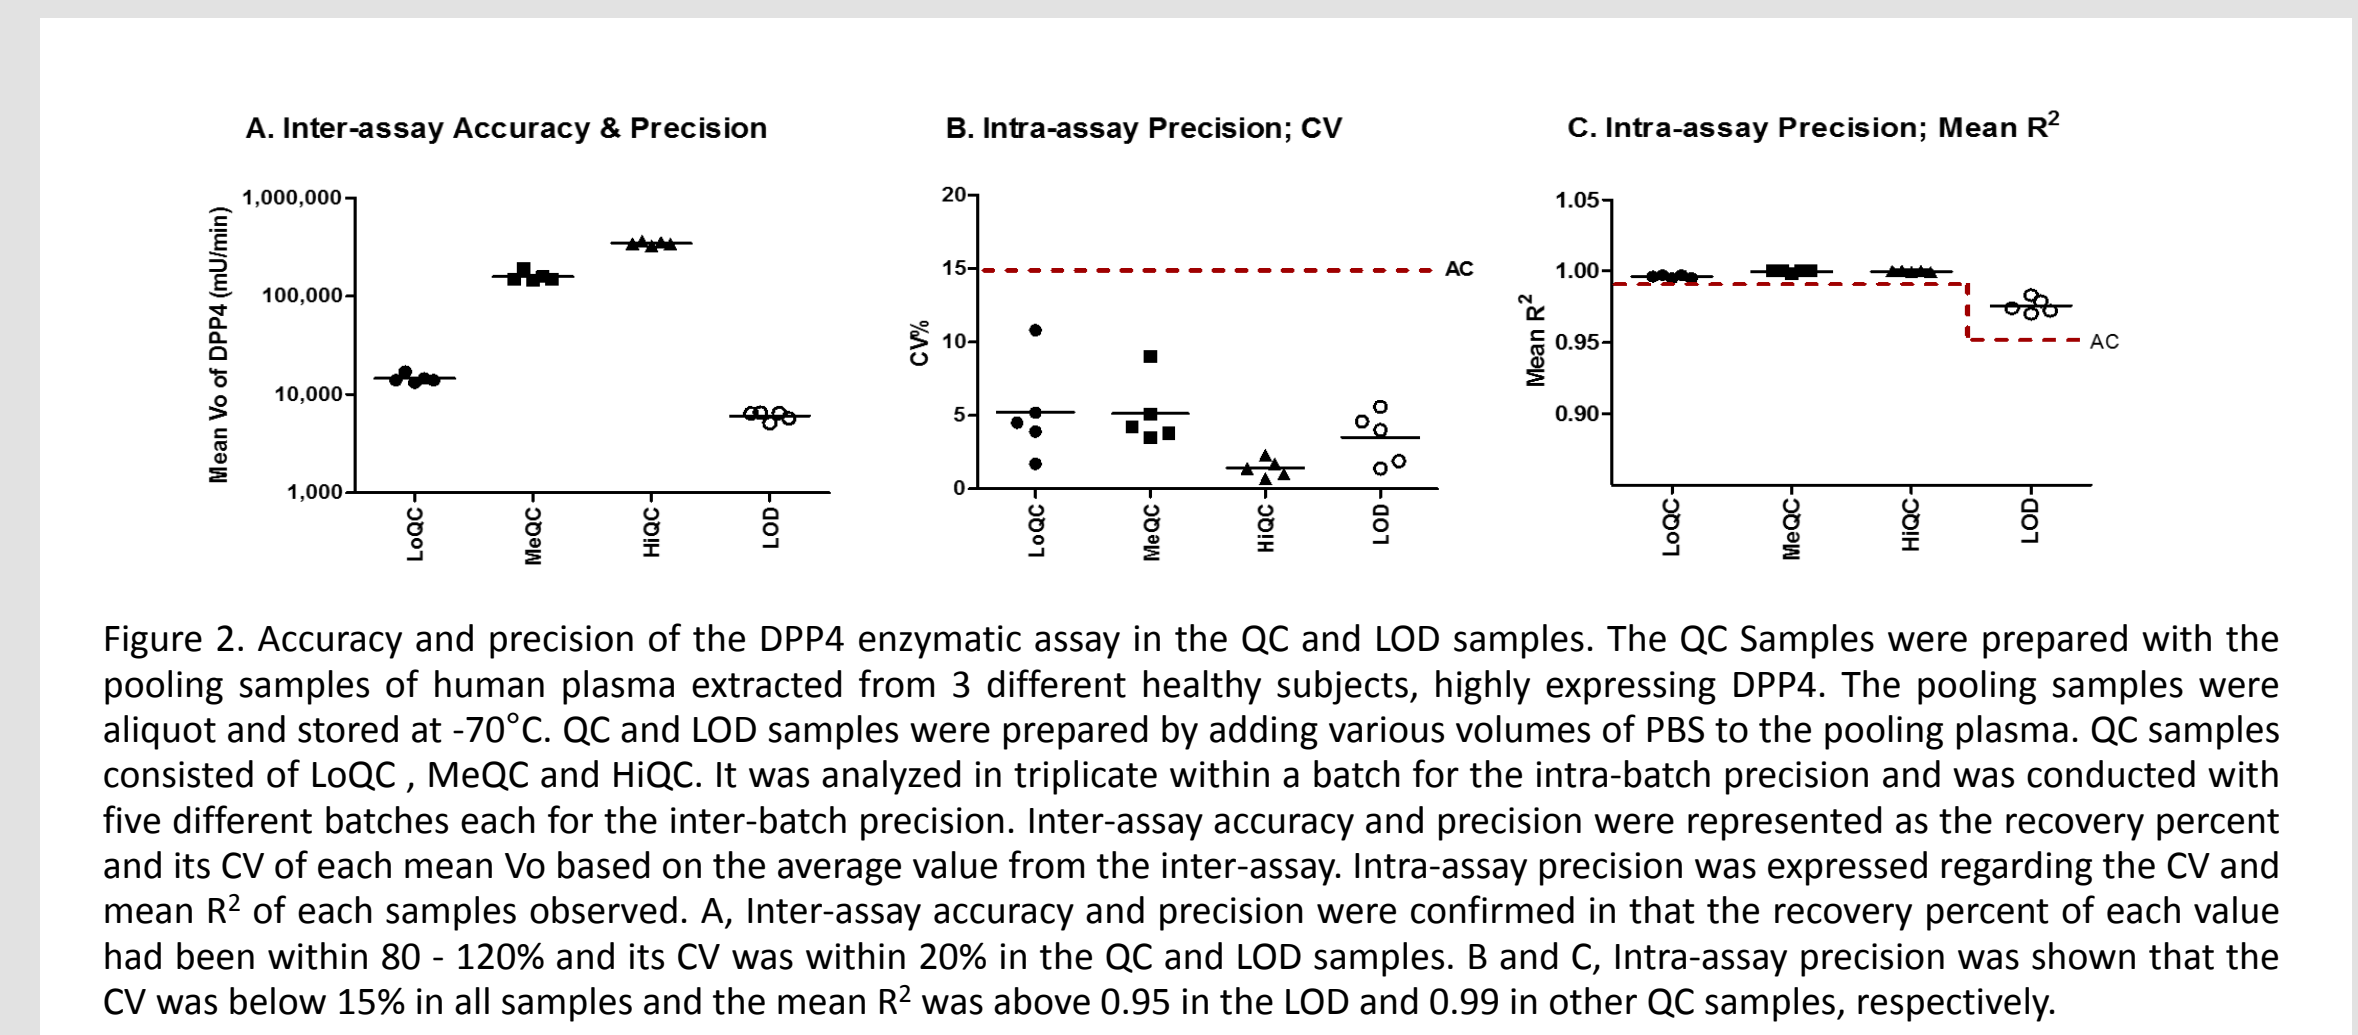 A. Inter-assay Accuracy & Precision
Mean Vo of DPP4 (mU/min)
1,000,000
100,000
10,000
1,000
LoQC
MeQC
HiQC
LOD
B. Intra-assay Precision; CV
CV%
20
15
10
5
0
AC
LoQC
MeQC
HiQC
LOD
C. Intra-assay Precision; Mean R²
Mean R²
1.05
1.00
0.95
0.90
AC
LoQC
MeQC
HiQC
LOD
Figure 2. Accuracy and precision of the DPP4 enzymatic assay in the QC and LOD samples. The QC Samples were prepared with the
pooling samples of human plasma extracted from 3 different healthy subjects, highly expressing DPP4. The pooling samples were
aliquot and stored at -70°C. QC and LOD samples were prepared by adding various volumes of PBS to the pooling plasma. QC samples
consisted of LoQC , MeQC and HiQC. It was analyzed in triplicate within a batch for the intra-batch precision and was conducted with
five different batches each for the inter-batch precision. Inter-assay accuracy and precision were represented as the recovery percent
and its CV of each mean Vo based on the average value from the inter-assay. Intra-assay precision was expressed regarding the CV and
mean R² of each samples observed. A, Inter-assay accuracy and precision were confirmed in that the recovery percent of each value
had been within 80 - 120% and its CV was within 20% in the QC and LOD samples. B and C, Intra-assay precision was shown that the
CV was below 15% in all samples and the mean R² was above 0.95 in the LOD and 0.99 in other QC samples, respectively.